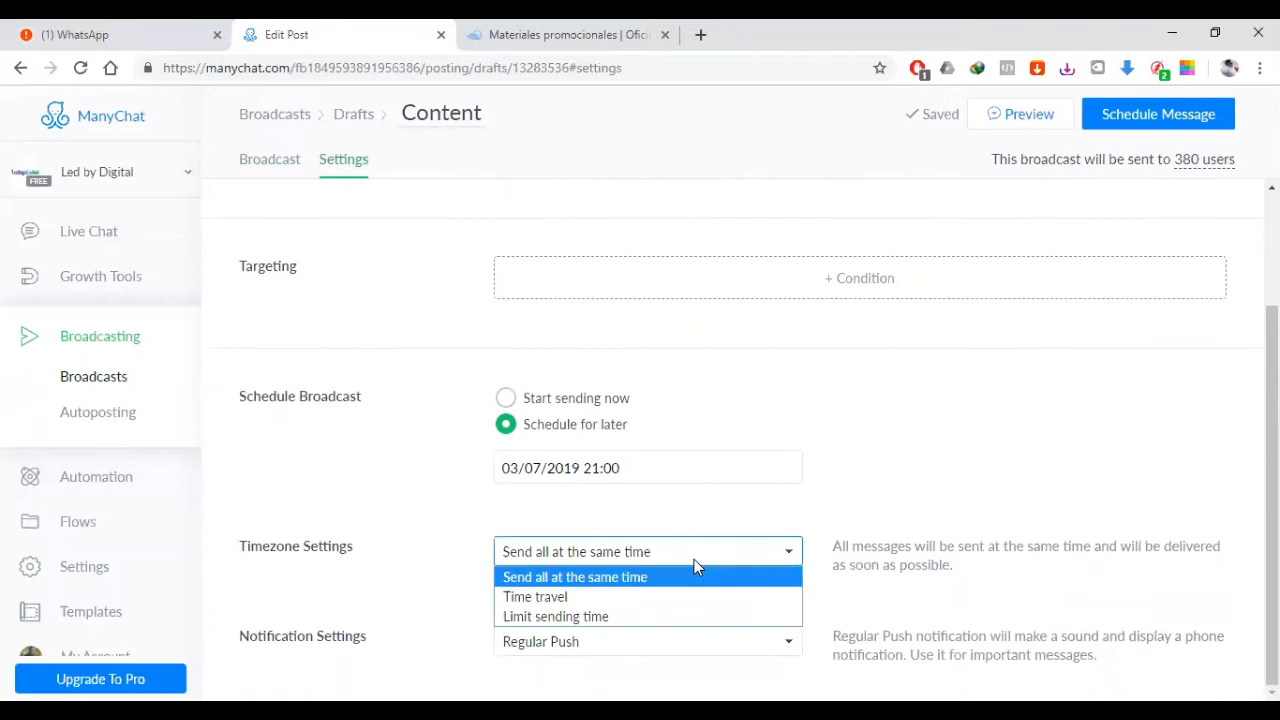 (1) WhatsApp
Edit Post
Materiales promocionales | Ofici
https://manychat.com/fb1849593891956386/posting/drafts/13283536#settings
1
2
ManyChat
Broadcasts
Drafts
Content
Saved
Preview
Schedule Message
Led by Digital
FREE
Broadcast
Settings
This broadcast will be sent to 380 users
Live Chat
Growth Tools
Broadcasting
Broadcasts
Autoposting
Automation
Flows
Settings
Templates
My Account
Upgrade To Pro
Targeting
+ Condition
Schedule Broadcast
Start sending now
Schedule for later
03/07/2019 21:00
Timezone Settings
Send all at the same time
Send all at the same time
Time travel
Limit sending time
All messages will be sent at the same time and will be delivered
as soon as possible.
Notification Settings
Regular Push
Regular Push notification will make a sound and display a phone
notification. Use it for important messages.